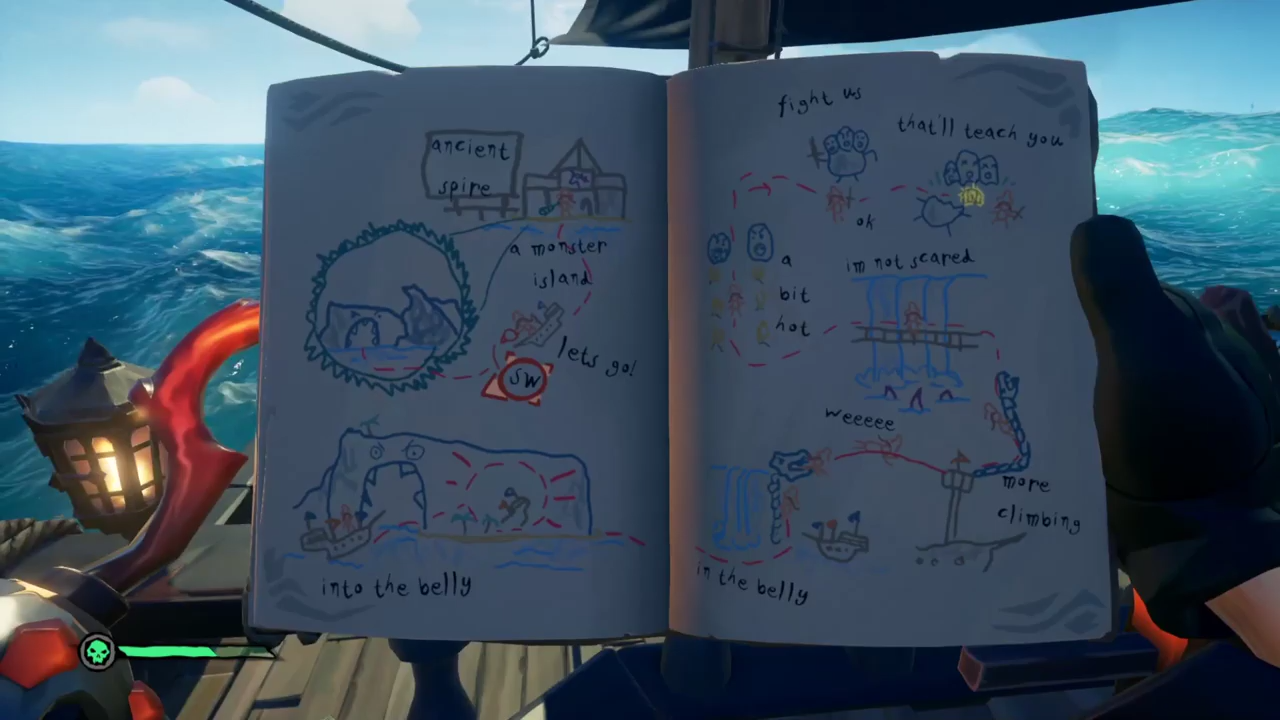 ancient
spire
a monster
island
lets go!
SW
into the belly
fight us
that'll teach you
ok
a
bit
hot
im not scared
weeeee
more
climbing
in the belly